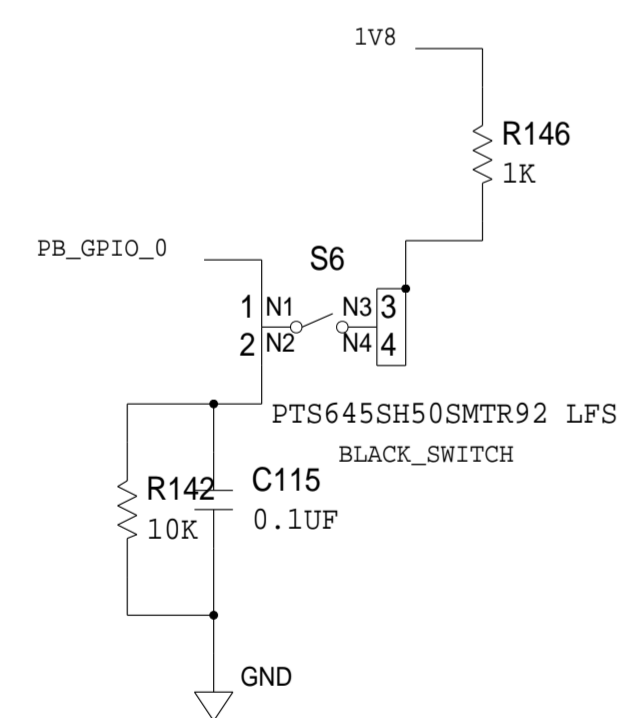 1V8
R146
1K
PB_GPIO_0
S6
1 N1 N3 3
2 N2 N4 4
PTS645SH50SMTR92 LFS
BLACK_SWITCH
R142 C115
10K 0.1UF
GND